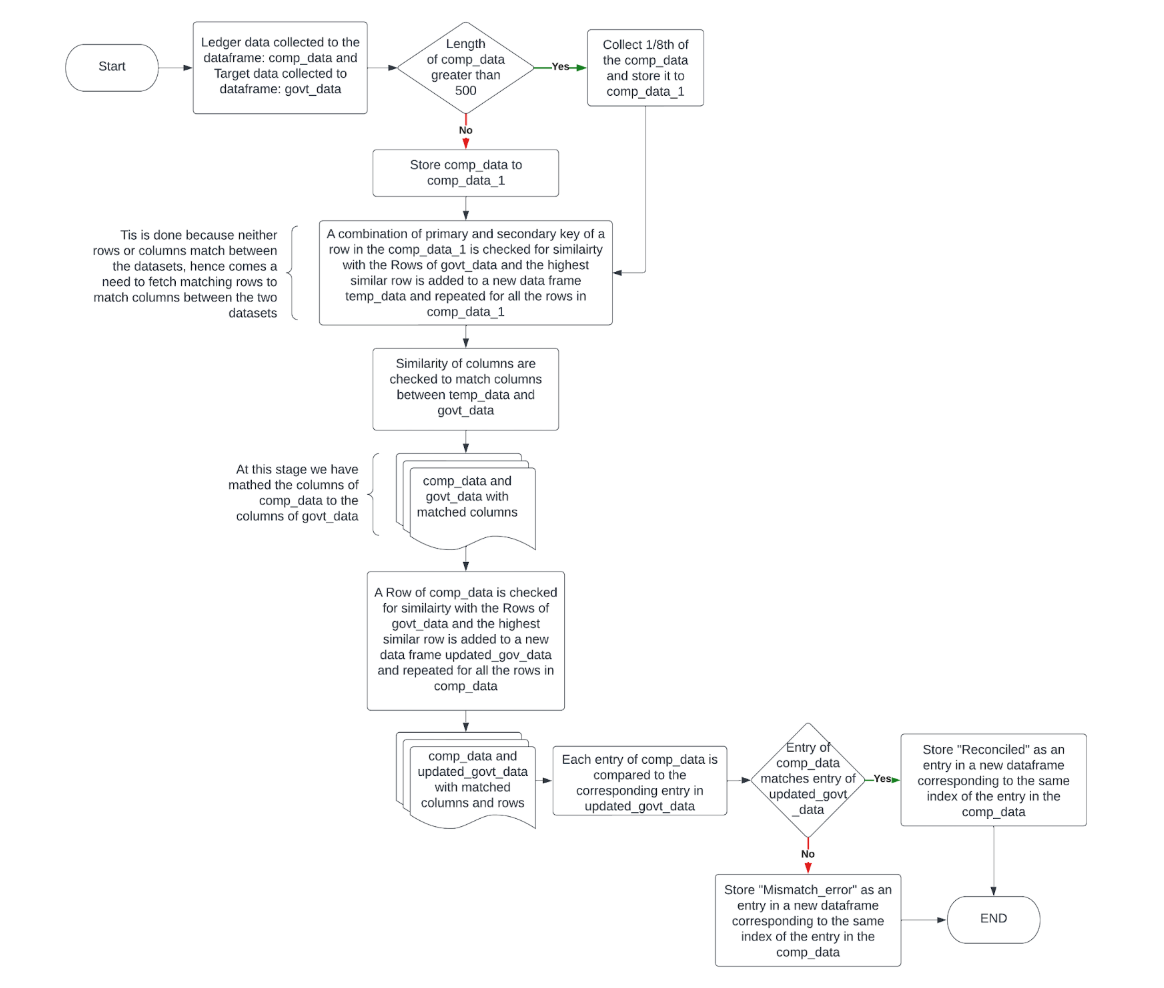 Start
Ledger data collected to the
dataframe: comp_data and
Target data collected to
dataframe: govt_data
Length
of comp_data
greater than
500
Yes
Collect 1/8th of
the comp_data
and store it to
comp_data_1
No
Store comp_data to
comp_data_1
Tis is done because neither
rows or columns match between
the datasets, hence comes a
need to fetch matching rows to
match columns between the two
datasets
A combination of primary and secondary key of a
row in the comp_data_1 is checked for similairty
with the Rows of govt_data and the highest
similar row is added to a new data frame
temp_data and repeated for all the rows in
comp_data_1
Similarity of columns are
checked to match columns
between temp_data and
govt_data
At this stage we have
mathed the columns of
comp_data to the
columns of govt_data
comp_data and
govt_data with
matched columns
A Row of comp_data is checked
for similairty with the Rows of
govt_data and the highest
similar row is added to a new
data frame updated_gov_data
and repeated for all the rows in
comp_data
comp_data and
updated_govt_data
with matched
columns and rows
Each entry of comp_data is
compared to the
corresponding entry in
updated_govt_data
Entry of
comp_data
matches entry of
updated_govt
_data
Yes
Store "Reconciled" as an
entry in a new dataframe
corresponding to the same
index of the entry in the
comp_data
No
Store "Mismatch_error" as an
entry in a new dataframe
corresponding to the same
index of the entry in the
comp_data
END